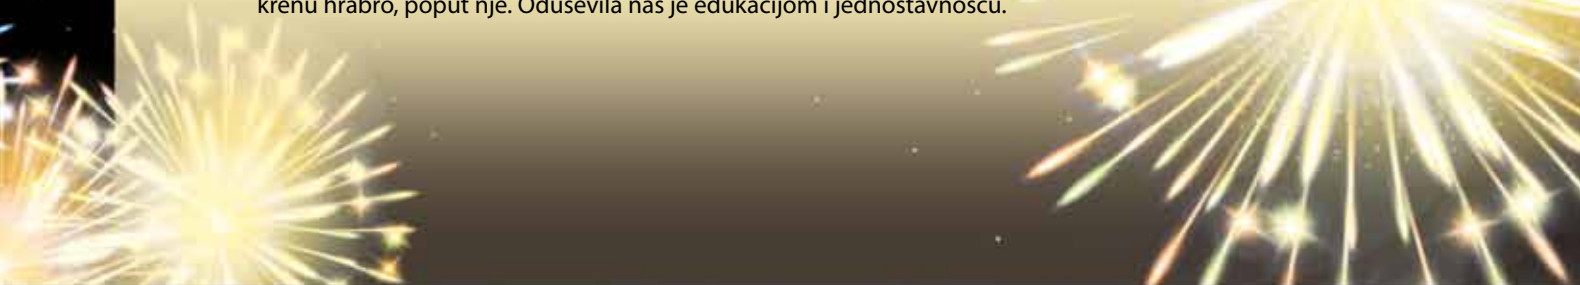 krenu hrabro, poput nje. Oduševila nas je edukacijom i jednostavnošću.